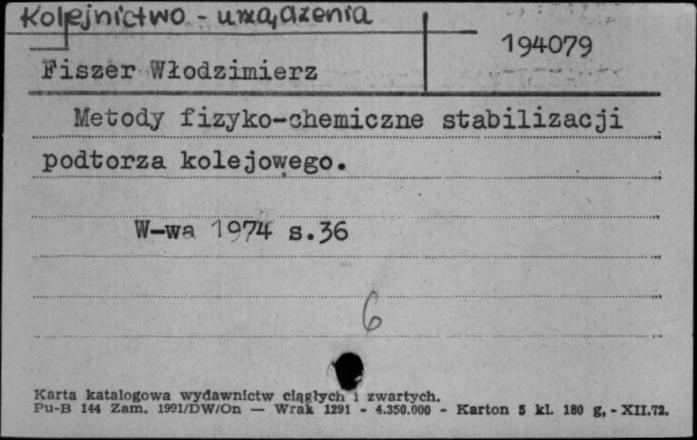 Kolejnictwo - urządzenia
194079
Fiszer Włodzimierz
Metody fizyko-chemiczne stabilizacji
podtorza kolejowego.
W-wa 1974 s.36
6
Karta katalogowa wydawnictw ciągłych i zwartych.
Pu-B 144 Zam. 1991/DW/On — Wrak 1291 - 4.350.000 - Karton 5 kl. 180 g, - XII.72.